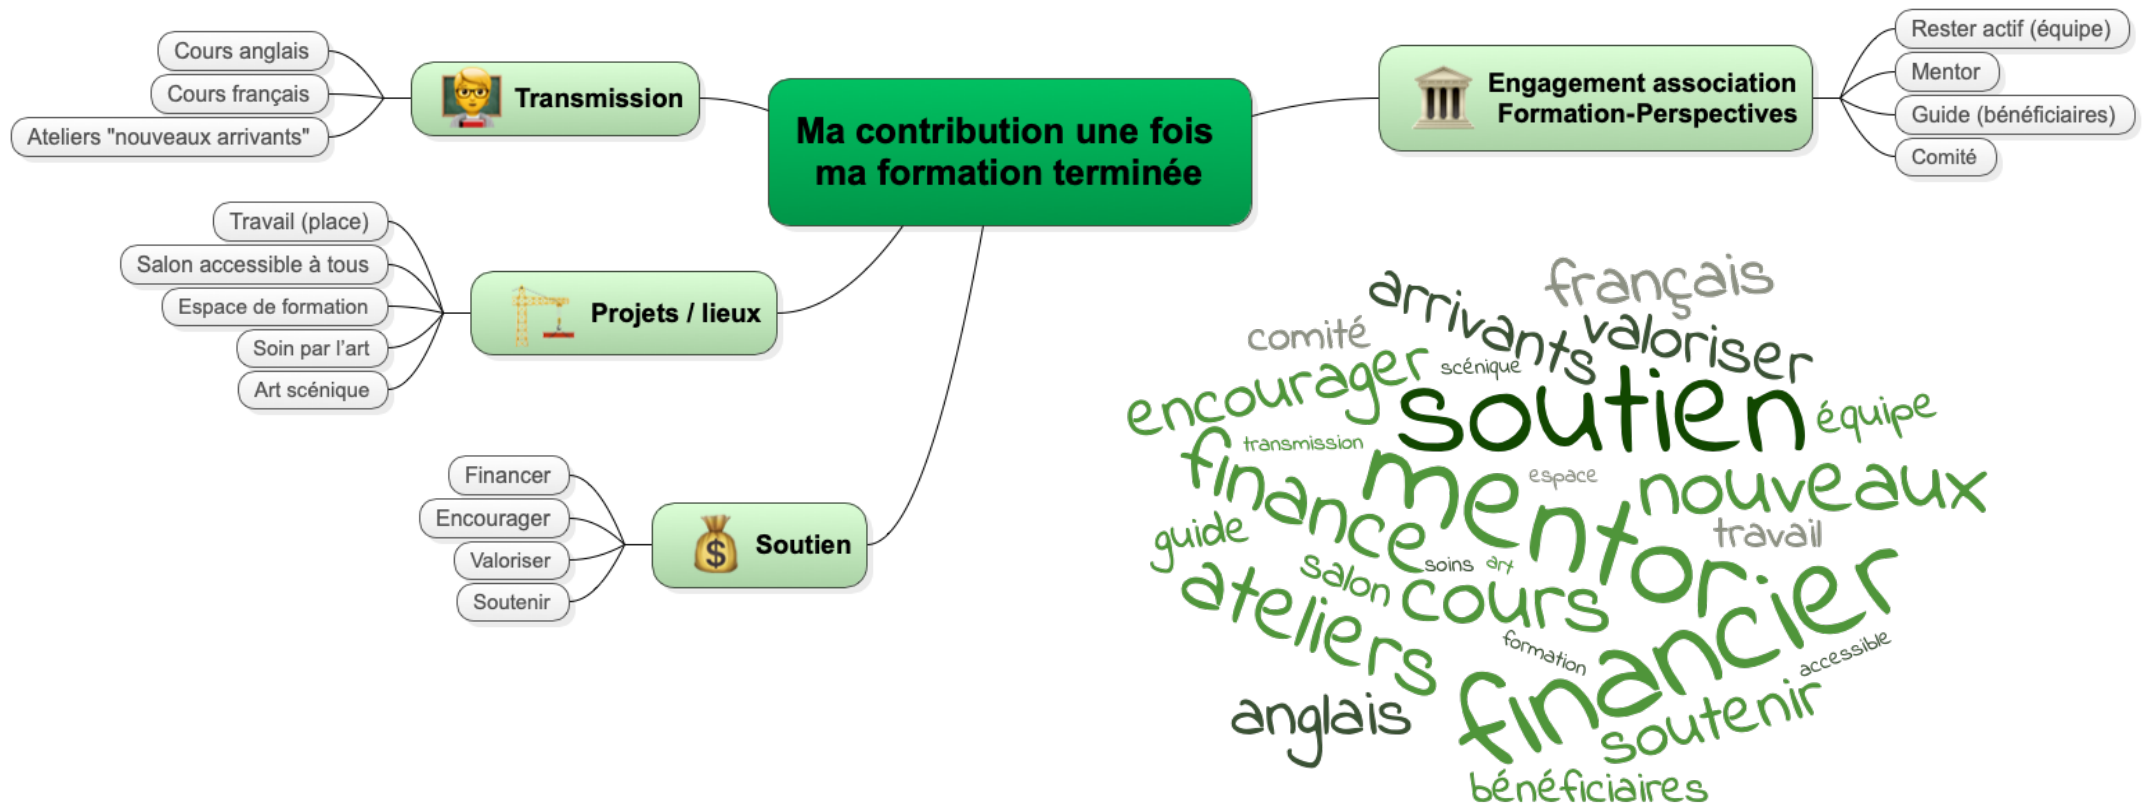 Ma contribution une fois
ma formation terminée
Transmission
Cours anglais
Cours français
Ateliers "nouveaux arrivants"
Projets / lieux
Travail (place)
Salon accessible à tous
Espace de formation
Soin par l’art
Art scénique
Soutien
Financer
Encourager
Valoriser
Soutenir
Engagement association
Formation-Perspectives
Rester actif (équipe)
Mentor
Guide (bénéficiaires)
Comité
français
arrivants
comité
valoriser
scénique
encourager
soutien
équipe
transmission
finance
mentor
espace
nouveaux
travail
guide
soins
art
salon
cours
ateliers
financier
formation
accessible
anglais
soutenir
bénéficiaires